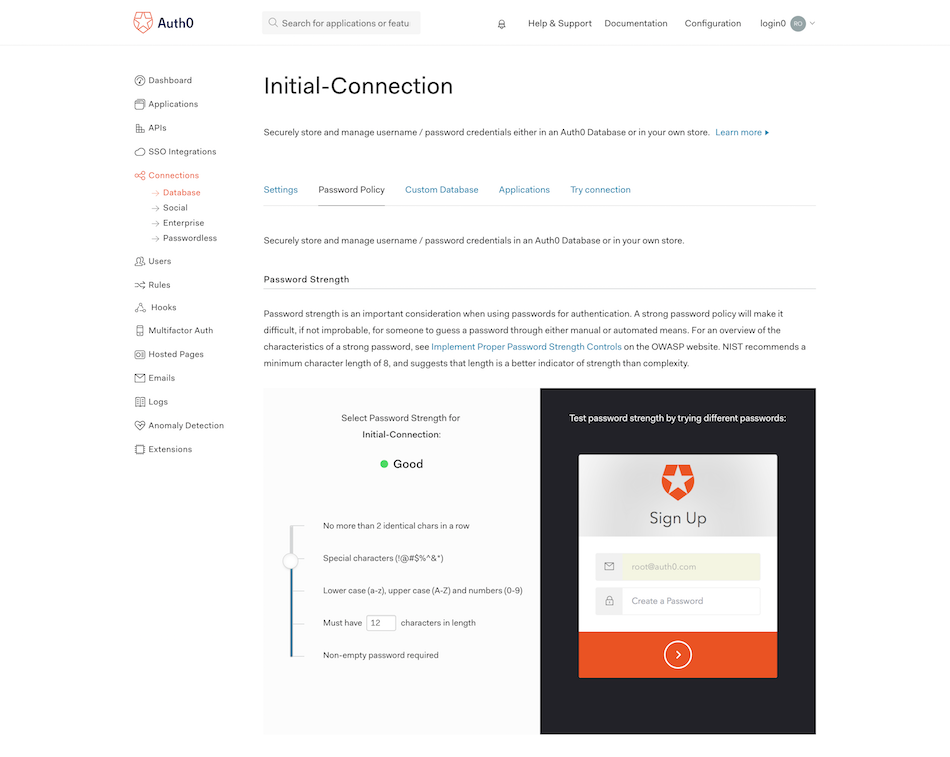 Auth0
Search for applications or featu
Help & Support
Documentation
Configuration
login0
RO
Dashboard
Applications
APIs
SSO Integrations
Connections
Database
Social
Enterprise
Passwordless
Users
Rules
Hooks
Multifactor Auth
Hosted Pages
Emails
Logs
Anomaly Detection
Extensions
Initial-Connection
Securely store and manage username / password credentials either in an Auth0 Database or in your own store. Learn more
Settings
Password Policy
Custom Database
Applications
Try connection
Securely store and manage username / password credentials in an Auth0 Database or in your own store.
Password Strength
Password strength is an important consideration when using passwords for authentication. A strong password policy will make it
difficult, if not improbable, for someone to guess a password through either manual or automated means. For an overview of the
characteristics of a strong password, see Implement Proper Password Strength Controls on the OWASP website. NIST recommends a
minimum character length of 8, and suggests that length is a better indicator of strength than complexity.
Select Password Strength for
Initial-Connection:
Good
No more than 2 identical chars in a row
Special characters (!@#$%^&*)
Lower case (a-z), upper case (A-Z) and numbers (0-9)
Must have 12 characters in length
Non-empty password required
Test password strength by trying different passwords:
Sign Up
root@auth0.com
Create a Password